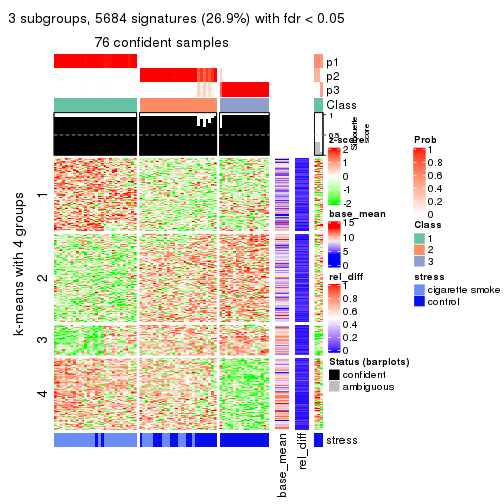 3 subgroups, 5684 signatures (26.9%) with fdr < 0.05
76 confident samples
p1
p2
p3
Class
1
0.5
Silhouette
score
z-score
2
1
0
-1
-2
base_mean
15
10
5
0
rel_diff
1
0.8
0.6
0.4
0.2
0
Status (barplots)
confident
ambiguous
Prob
1
0.8
0.6
0.4
0.2
0
Class
1
2
3
stress
cigarette smoke
control
k-means with 4 groups
1
2
3
4
stress
base_mean
rel_diff